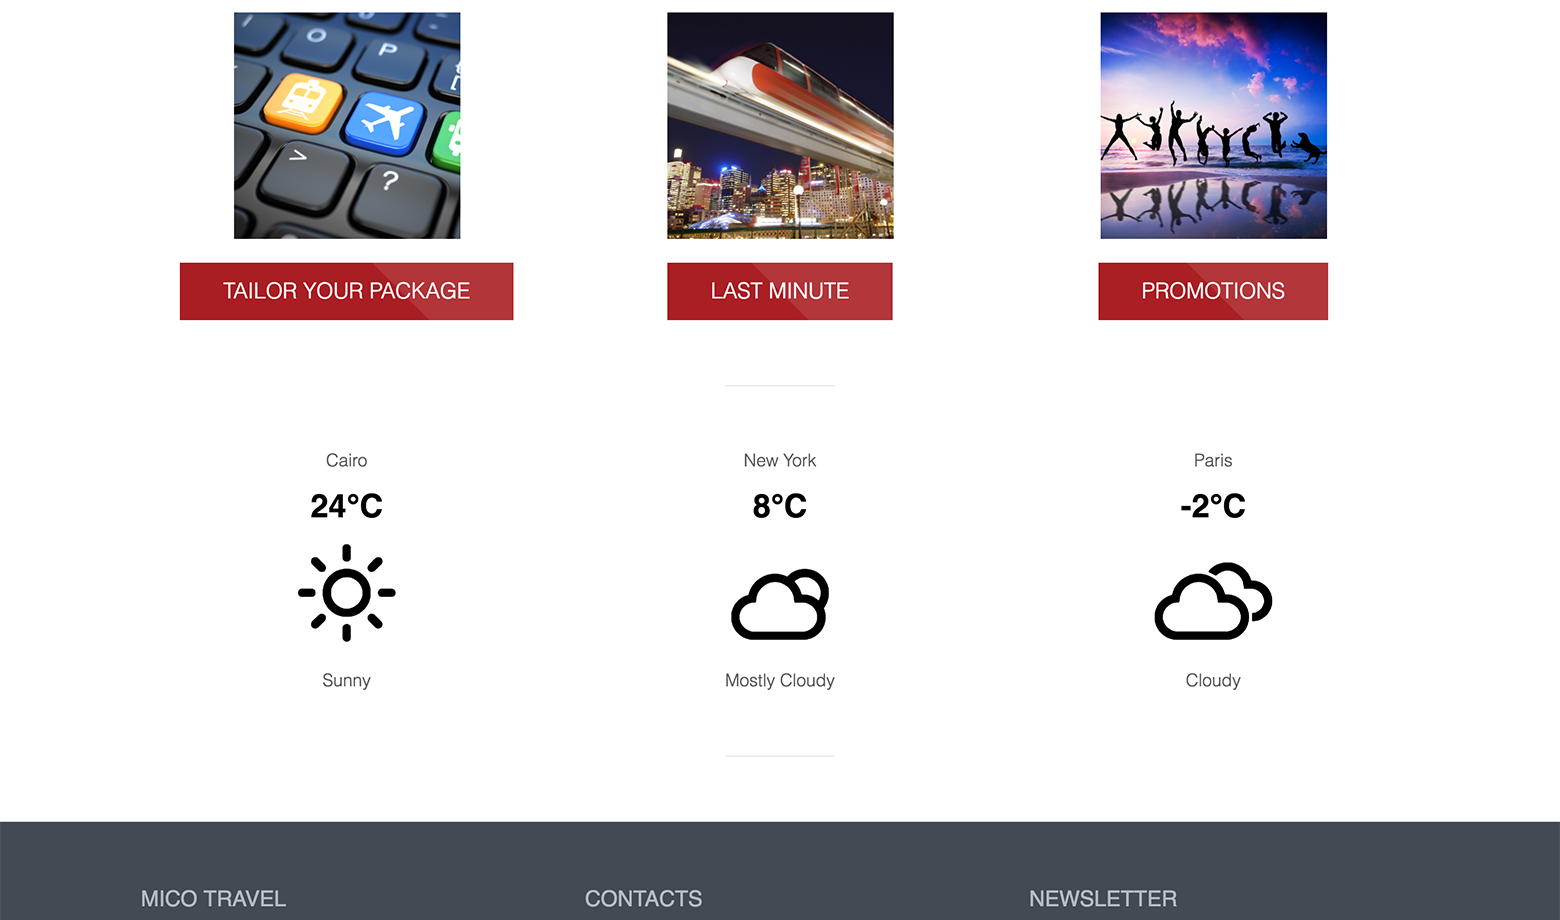 I
O
P
[
>
?
TAILOR YOUR PACKAGE
LAST MINUTE
PROMOTIONS
Cairo
New York
Paris
24°C
8°C
-2°C
Sunny
Mostly Cloudy
Cloudy
MICO TRAVEL
CONTACTS
NEWSLETTER